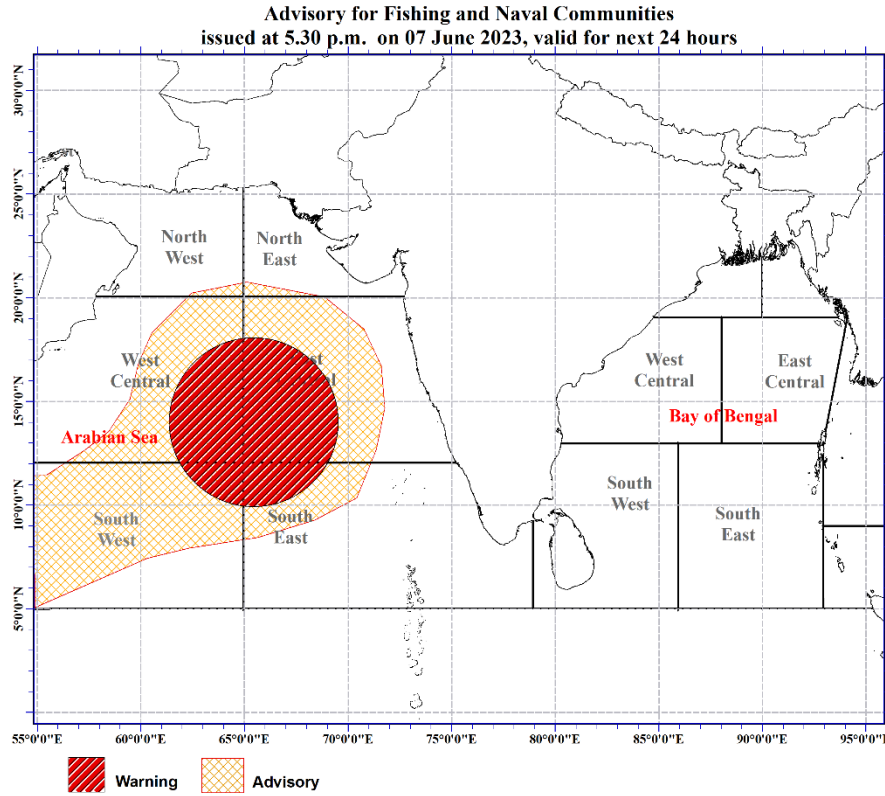 Advisory for Fishing and Naval Communities
issued at 5.30 p.m. on 07 June 2023, valid for next 24 hours
30°0'0"N
25°0'0"N
20°0'0"N
15°0'0"N
10°0'0"N
5°0'0"N
North
West
North
East
West
Central
East
Central
Arabian Sea
South
West
South
East
West
Central
East
Central
Bay of Bengal
South
West
South
East
55°0'0"E
60°0'0"E
65°0'0"E
70°0'0"E
75°0'0"E
80°0'0"E
85°0'0"E
90°0'0"E
95°0'0"E
Warning
Advisory